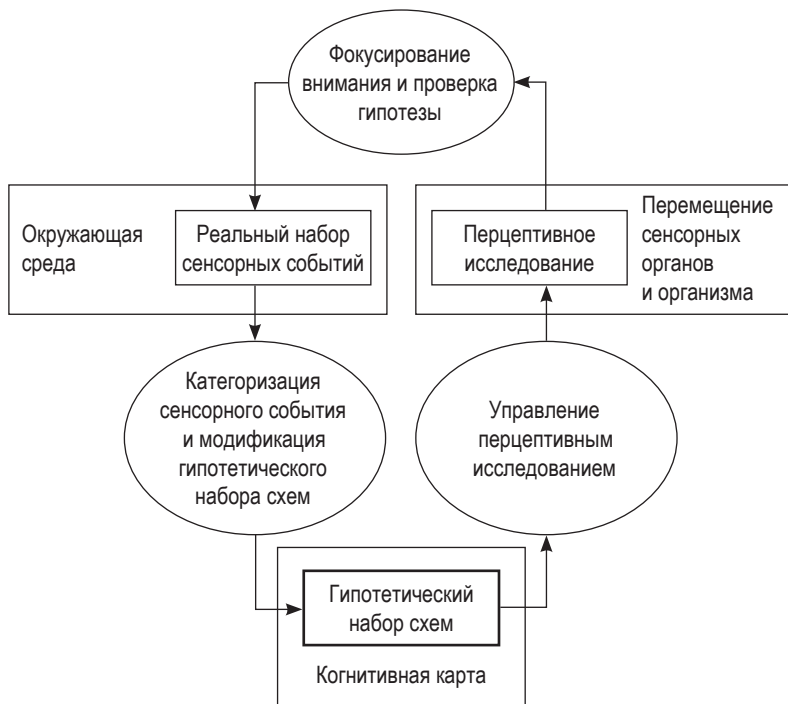 Фокусирование
внимания и проверка
гипотезы
Окружающая
среда
Реальный набор
сенсорных событий
Перцептивное
исследование
Перемещение
сенсорных
органов
и организма
Категоризация
сенсорного события
и модификация
гипотетического
набора схем
Управление
перцептивным
исследованием
Гипотетический
набор схем
Когнитивная карта